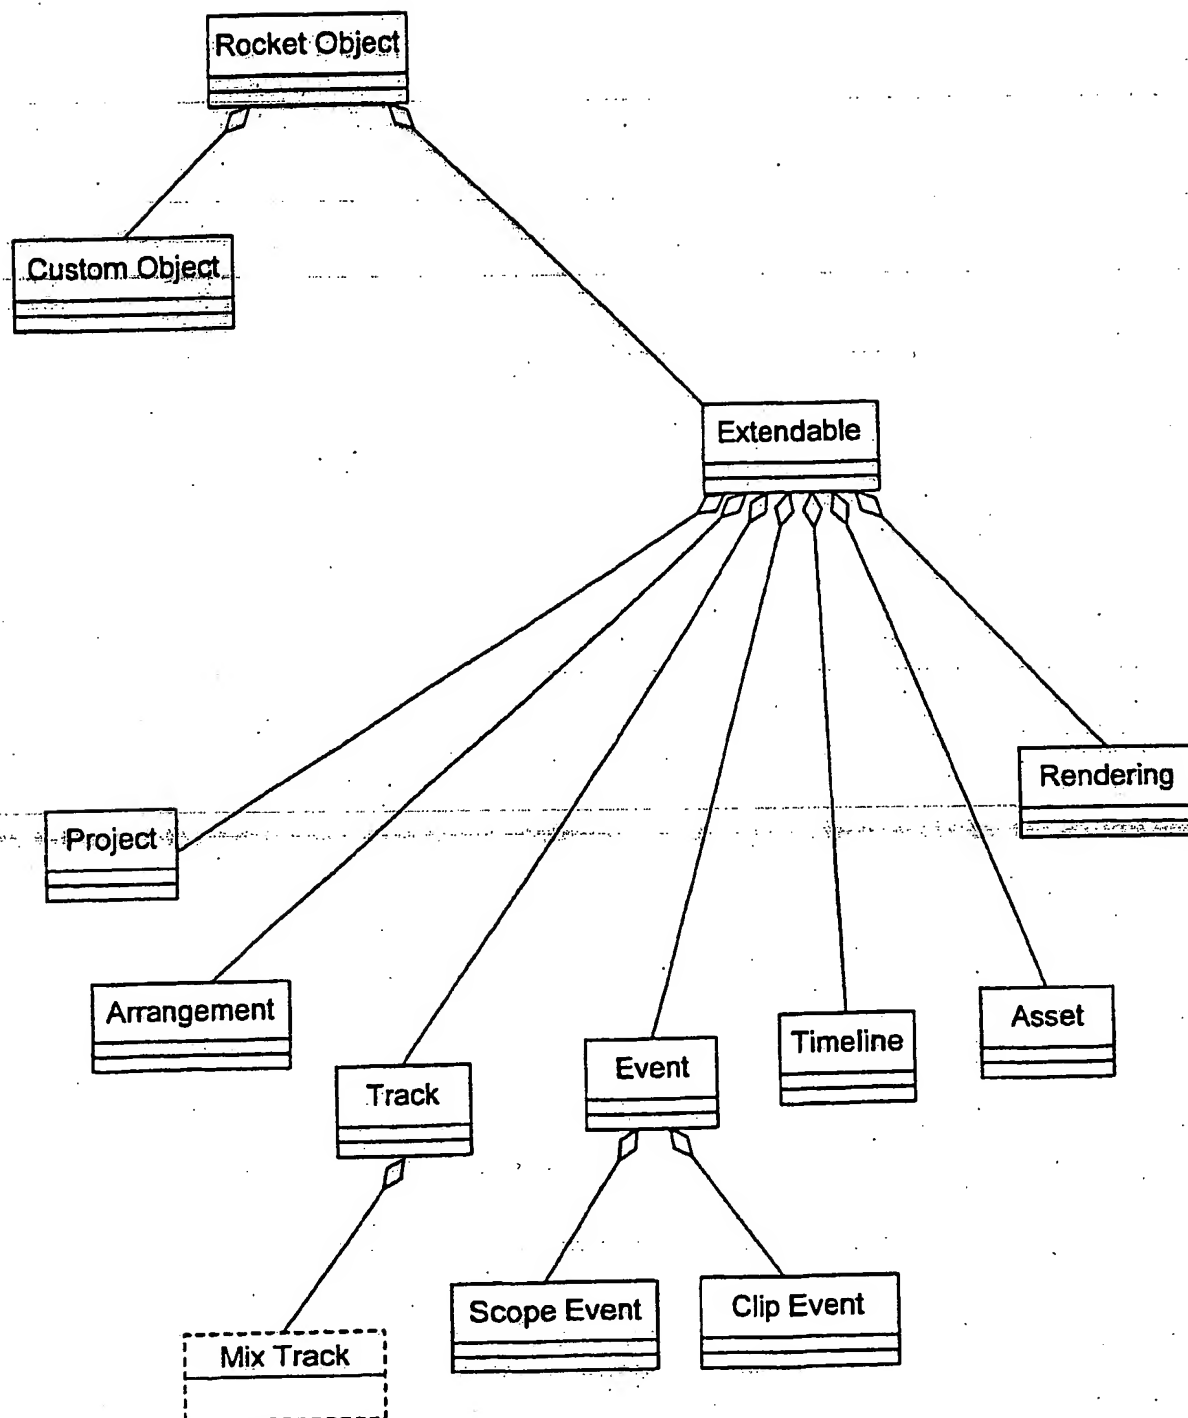 Rocket Object
Custom Object
Extendable
Rendering
Project
Arrangement
Asset
Timeline
Event
Track
Scope Event
Clip Event
Mix Track